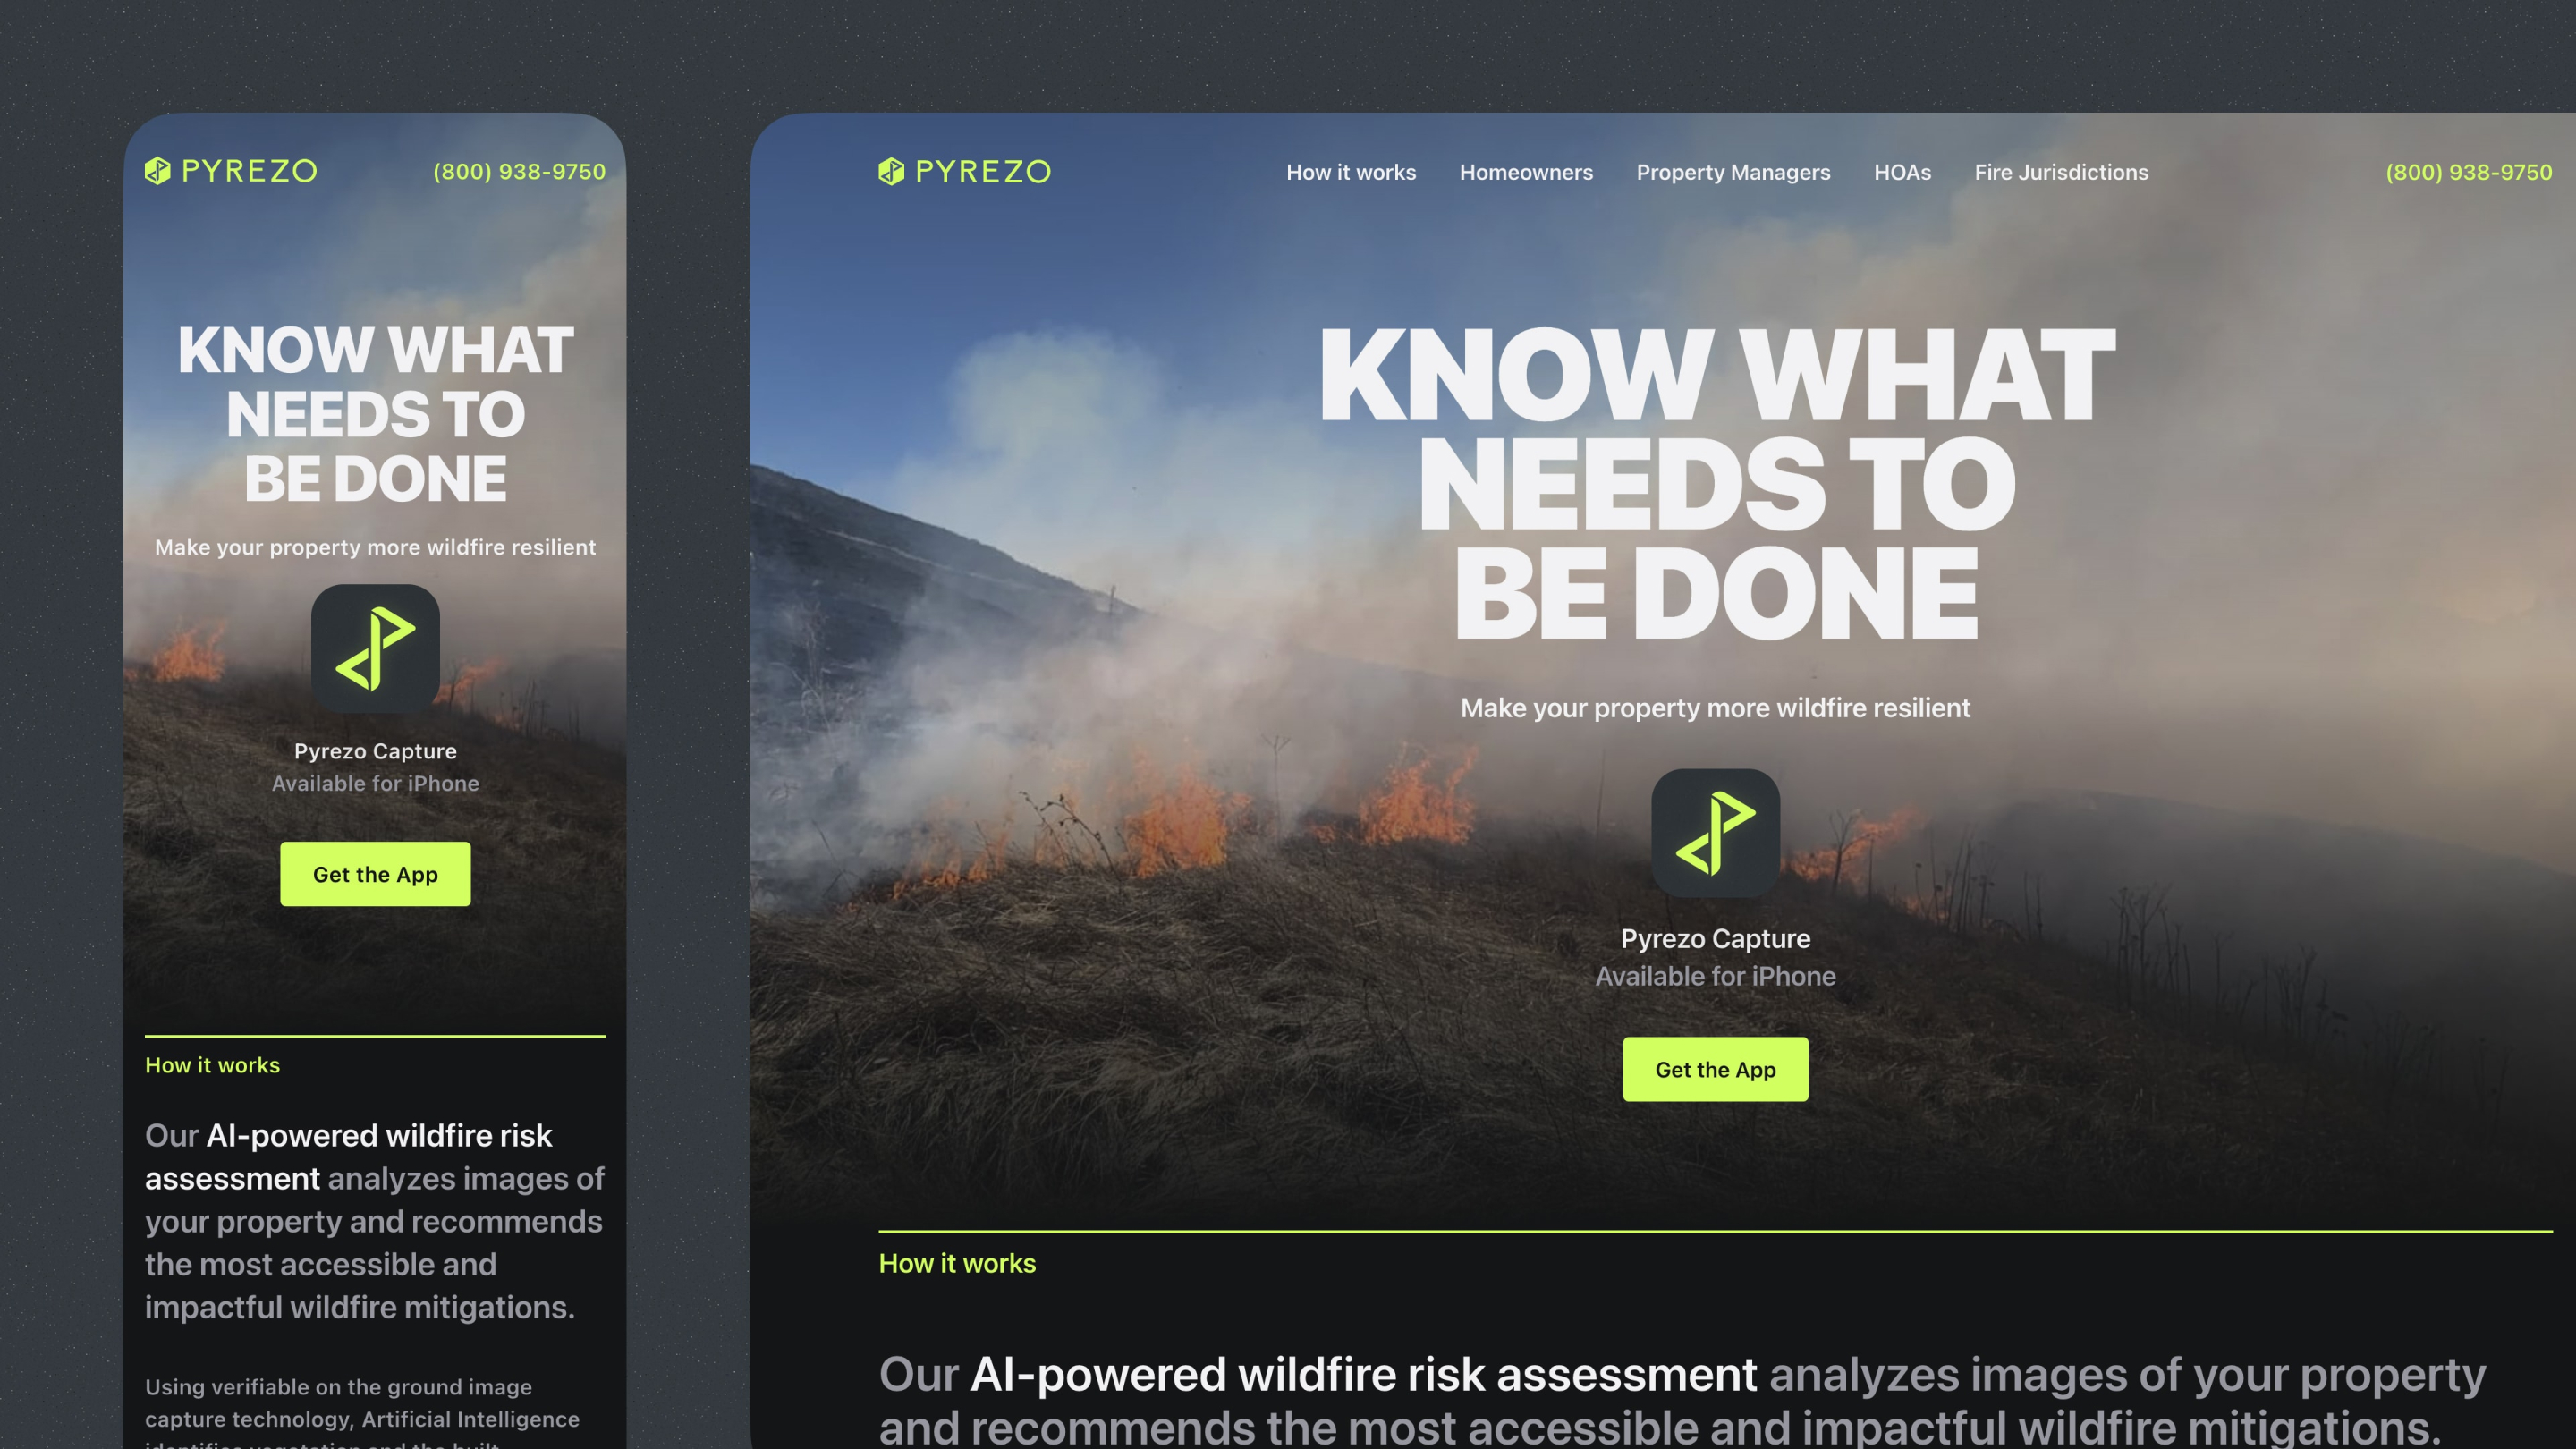 PYREZO
(800) 938-9750
KNOW WHAT
NEEDS TO
BE DONE
Make your property more wildfire resilient
Pyrezo Capture
Available for iPhone
Get the App
How it works
Our AI-powered wildfire risk
assessment analyzes images of
your property and recommends
the most accessible and
impactful wildfire mitigations.
Using verifiable on the ground image
capture technology, Artificial Intelligence
identifies vegetation and the built
PYREZO
How it works
Homeowners
Property Managers
HOAs
Fire Jurisdictions
(800) 938-9750
KNOW WHAT
NEEDS TO
BE DONE
Make your property more wildfire resilient
Pyrezo Capture
Available for iPhone
Get the App
How it works
Our AI-powered wildfire risk assessment analyzes images of your property
and recommends the most accessible and impactful wildfire mitigations.